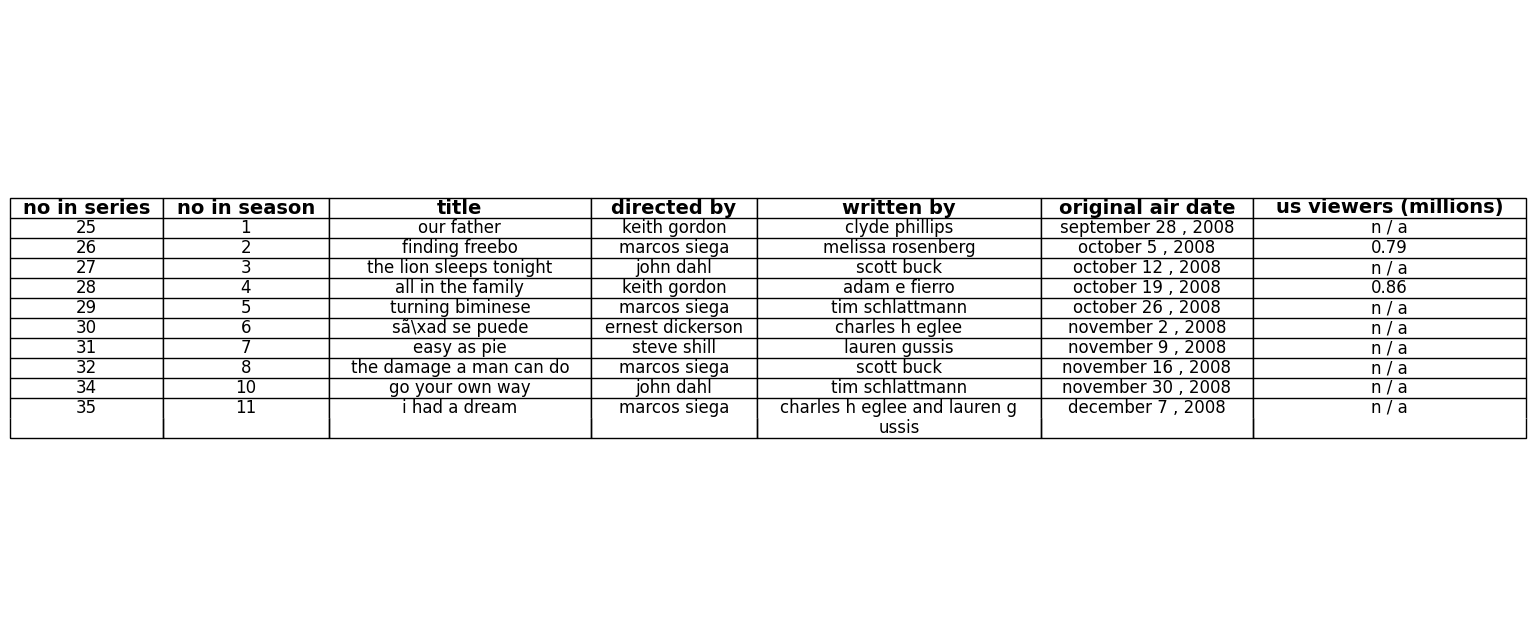 no in series no in season title directed by written by original air date us viewers (millions)
25 1 our father keith gordon clyde phillips september 28 , 2008 n / a
26 2 finding freebo marcos siega melissa rosenberg october 5 , 2008 0.79
27 3 the lion sleeps tonight john dahl scott buck october 12 , 2008 n / a
28 4 all in the family keith gordon adam e fierro october 19 , 2008 0.86
29 5 turning biminese marcos siega tim schlattmann october 26 , 2008 n / a
30 6 sã\xad se puede ernest dickerson charles h eglee november 2 , 2008 n / a
31 7 easy as pie steve shill lauren gussis november 9 , 2008 n / a
32 8 the damage a man can do marcos siega scott buck november 16 , 2008 n / a
34 10 go your own way john dahl tim schlattmann november 30 , 2008 n / a
35 11 i had a dream marcos siega charles h eglee and lauren g december 7 , 2008 n / a
ussis